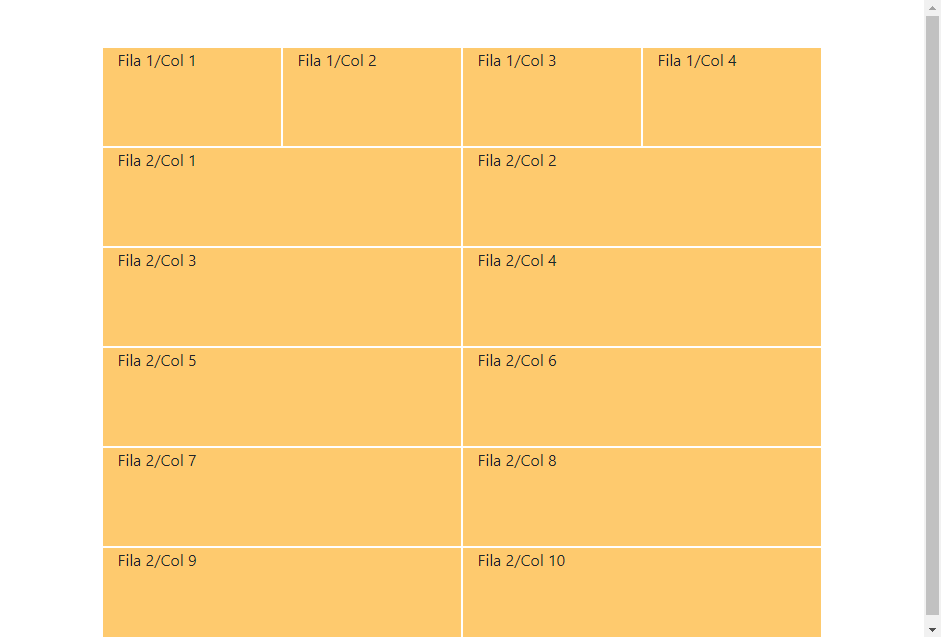 Fila 1/Col 1 Fila 1/Col 2 Fila 1/Col 3 Fila 1/Col 4
Fila 2/Col 1 Fila 2/Col 2
Fila 2/Col 3 Fila 2/Col 4
Fila 2/Col 5 Fila 2/Col 6
Fila 2/Col 7 Fila 2/Col 8
Fila 2/Col 9 Fila 2/Col 10